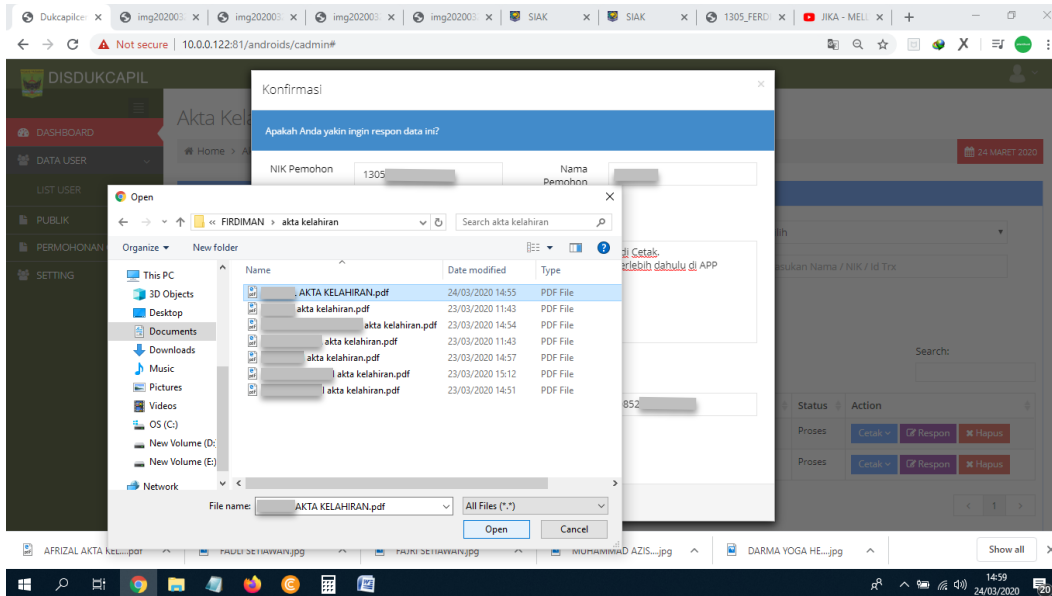 Dukcapilce
img202003
img202003
img202003
img202003
SIAK
SIAK
1305_FERD
JIKA - MEL
Not secure | 10.0.0.122:81/androids/cadmin#
DISDUKCAPIL
DASHBOARD
DATA USER
LIST USER
PUBLIK
PERMOHONAN
SETTING
Akta Kela
Home > A
24 MARET 2020
Konfirmasi
Apakah Anda yakin ingin respon data ini?
NIK Pemohon 1305
Nama Pemohon
di Cetak.
erlebih dahulu di APP
852
lih
asukan Nama / NIK / Id Trx
Search:
Status Action
Proses Cetak Respon Hapus
Proses Cetak Respon Hapus
< 1 >
Open
« FIRDIMAN > akta kelahiran
Search akta kelahiran
Organize New folder
This PC
3D Objects
Desktop
Documents
Downloads
Music
Pictures
Videos
OS (C:)
New Volume (D:
New Volume (E:)
Network
Name Date modified Type
. AKTA KELAHIRAN.pdf 24/03/2020 14:55 PDF File
akta kelahiran.pdf 23/03/2020 11:43 PDF File
akta kelahiran.pdf 23/03/2020 14:54 PDF File
akta kelahiran.pdf 23/03/2020 11:43 PDF File
akta kelahiran.pdf 23/03/2020 14:57 PDF File
akta kelahiran.pdf 23/03/2020 15:12 PDF File
akta kelahiran.pdf 23/03/2020 14:51 PDF File
File name: AKTA KELAHIRAN.pdf All Files (*.*)
Open Cancel
AFRIZAL AKTA KEL....pdf
FADLI SETIAWAN.jpg
FAJRI SETIAWAN.jpg
MUHAMMAD AZIS....jpg
DARMA YOGA HE...jpg
Show all
14:59
24/03/2020
20